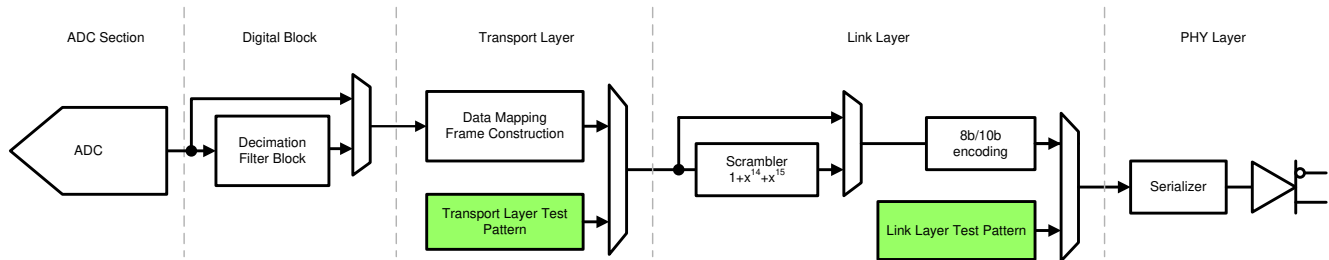 ADC Section
Digital Block
Transport Layer
Link Layer
PHY Layer
ADC
Decimation
Filter Block
Data Mapping
Frame Construction
Transport Layer Test
Pattern
Scrambler
1+x¹⁴+x¹⁵
8b/10b
encoding
Link Layer Test Pattern
Serializer